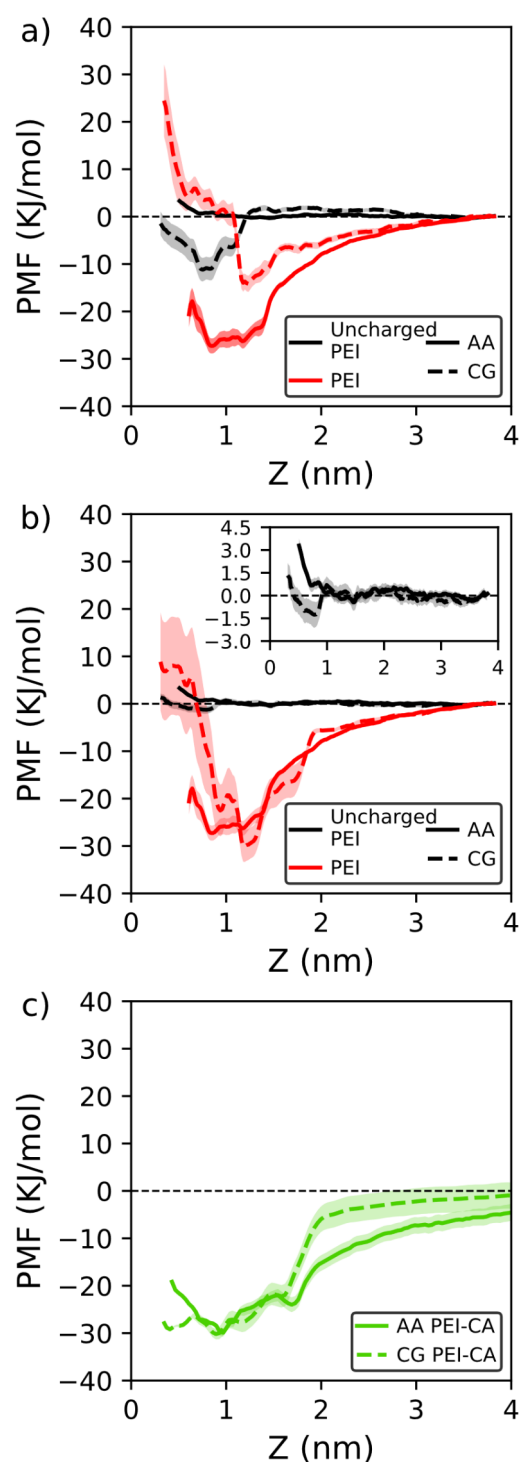 a)
40
30
20
10
0
−10
−20
−30
−40
PMF (KJ/mol)
Uncharged PEI
PEI
AA
CG
0 1 2 3 4
Z (nm)
b)
40
30
20
10
0
−10
−20
−30
−40
PMF (KJ/mol)
4.5
3.0
1.5
0.0
−1.5
−3.0
0 1 2 3 4
Uncharged PEI
PEI
AA
CG
0 1 2 3 4
Z (nm)
c)
40
30
20
10
0
−10
−20
−30
−40
PMF (KJ/mol)
AA PEI-CA
CG PEI-CA
0 1 2 3 4
Z (nm)